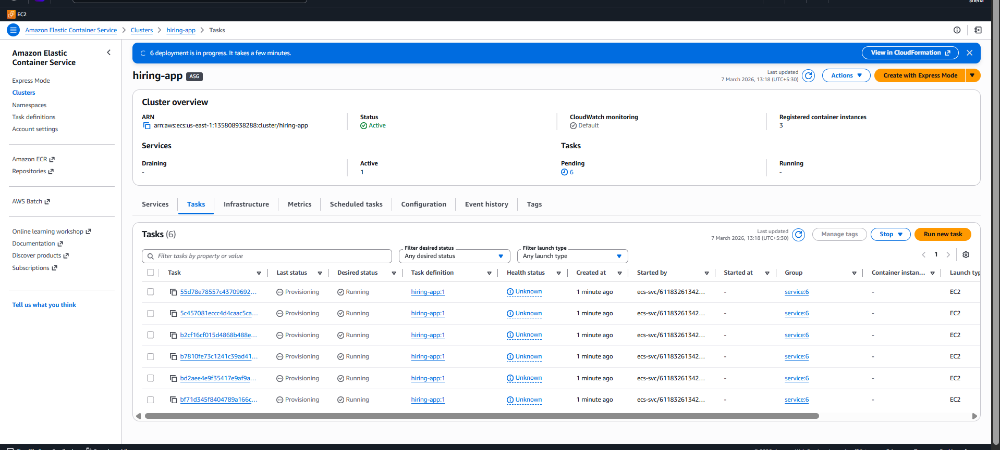 EC2
Amazon Elastic Container Service > Clusters > hiring-app > Tasks
Amazon Elastic
Container Service
Express Mode
Clusters
Namespaces
Task definitions
Account settings
Amazon ECR
Repositories
AWS Batch
Online learning workshop
Documentation
Discover products
Subscriptions
Tell us what you think
6 deployment is in progress. It takes a few minutes.
View in CloudFormation
hiring-app ASG
Last updated
7 March 2026, 13:18 (UTC+5:30)
Actions
Create with Express Mode
Cluster overview
ARN
arn:aws:ecs:us-east-1:135808938288:cluster/hiring-app
Status
Active
CloudWatch monitoring
Default
Registered container instances
3
Services
Tasks
Draining
-
Active
1
Pending
6
Running
-
Services Tasks Infrastructure Metrics Scheduled tasks Configuration Event history Tags
Tasks (6)
Last updated
7 March 2026, 13:18 (UTC+5:30)
Manage tags
Stop
Run new task
Filter tasks by property or value
Filter desired status
Any desired status
Filter launch type
Any launch type
1
Task Last status Desired status Task definition Health status Created at Started by Started at Group Container instan... Launch typ
55d78e78557c43709692... Provisioning Running hiring-app:1 Unknown 1 minute ago ecs-svc/61183261342... - service:6 - EC2
5c457081eccc4d4caac5ca... Provisioning Running hiring-app:1 Unknown 1 minute ago ecs-svc/61183261342... - service:6 - EC2
b2cf16cf015d4868b488e... Provisioning Running hiring-app:1 Unknown 1 minute ago ecs-svc/61183261342... - service:6 - EC2
b7810fe73c1241c39ad41... Provisioning Running hiring-app:1 Unknown 1 minute ago ecs-svc/61183261342... - service:6 - EC2
bd2aee4e9f35417e9af9a... Provisioning Running hiring-app:1 Unknown 1 minute ago ecs-svc/61183261342... - service:6 - EC2
bf71d345f8404789a166c... Provisioning Running hiring-app:1 Unknown 1 minute ago ecs-svc/61183261342... - service:6 - EC2